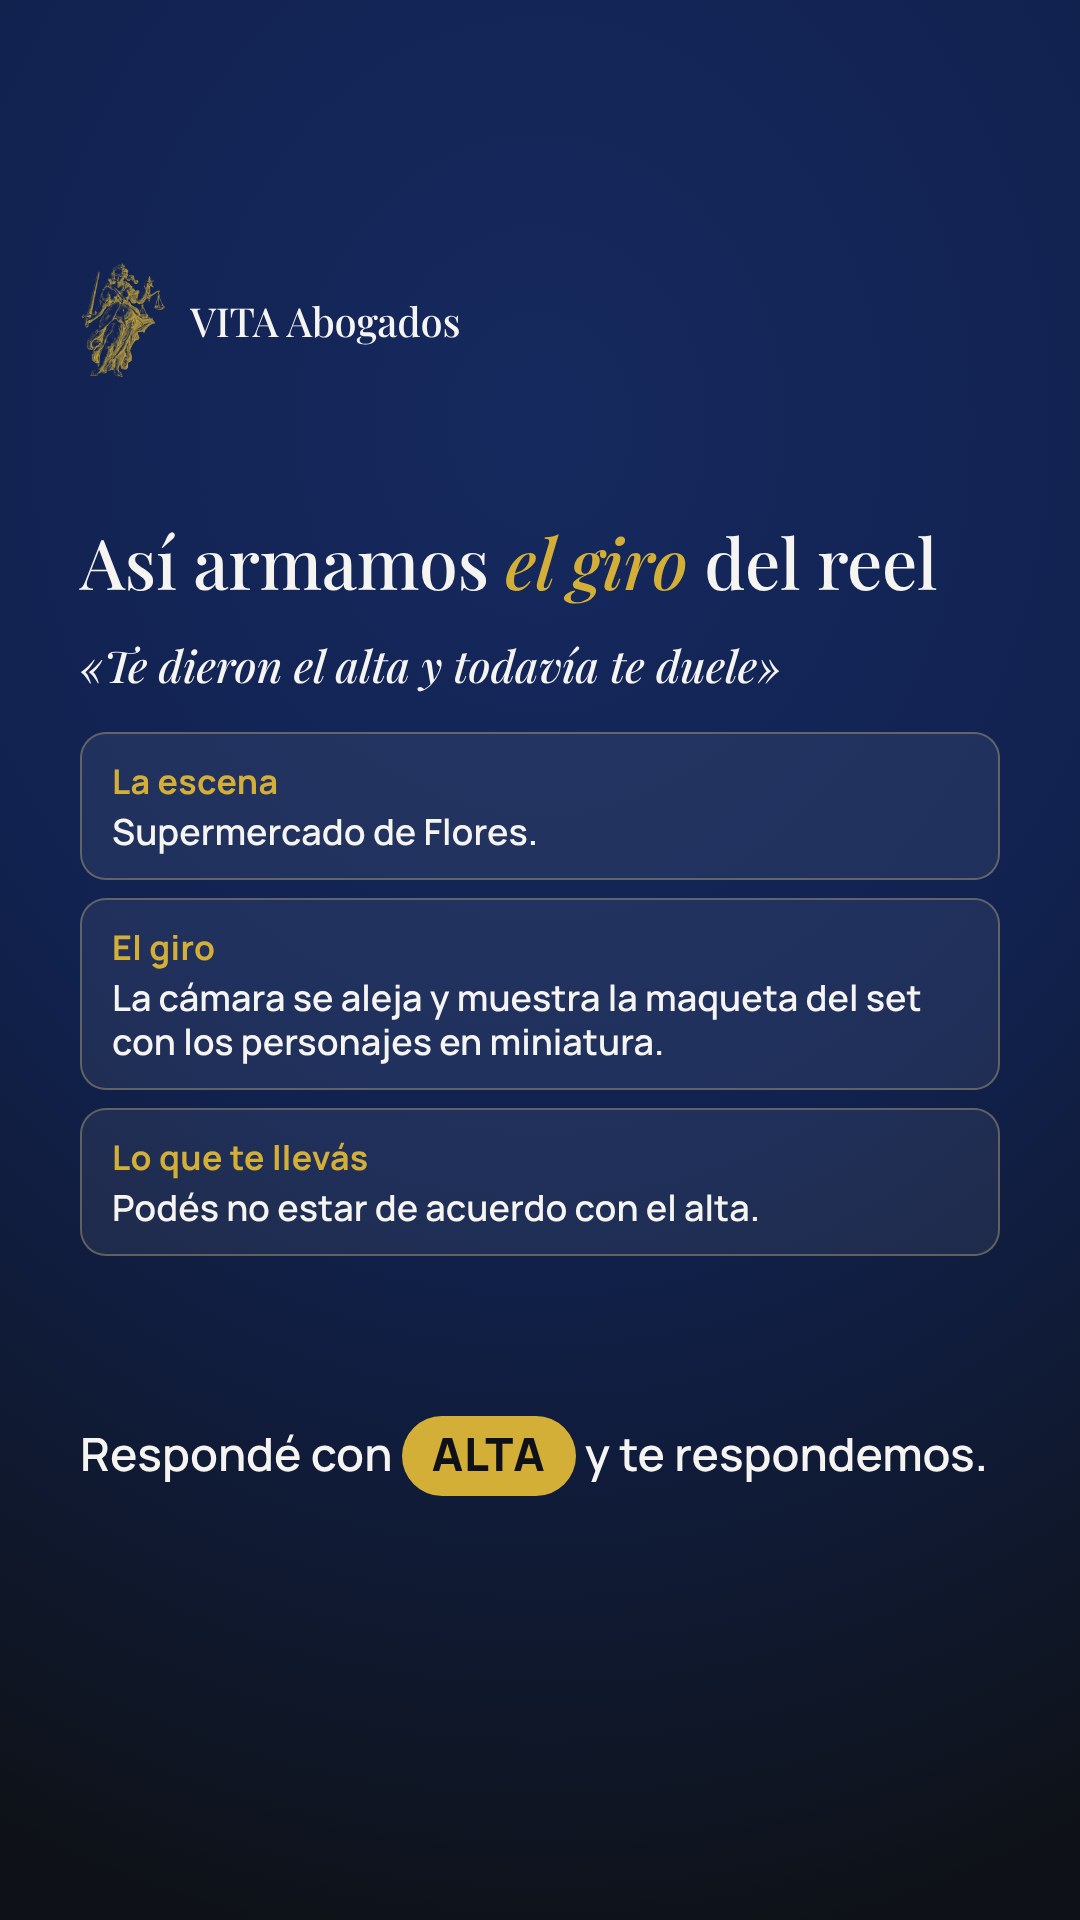 VITA Abogados
Así armamos el giro del reel
«Te dieron el alta y todavía te duele»
La escena
Supermercado de Flores.
El giro
La cámara se aleja y muestra la maqueta del set
con los personajes en miniatura.
Lo que te llevás
Podés no estar de acuerdo con el alta.
Respondé con ALTA y te respondemos.